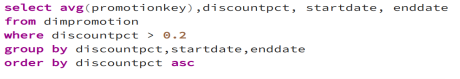 select avg(promotionkey),discountpct, startdate, enddate
from dimpromotion
where discountpct > 0.2
group by discountpct,startdate,enddate
order by discountpct asc